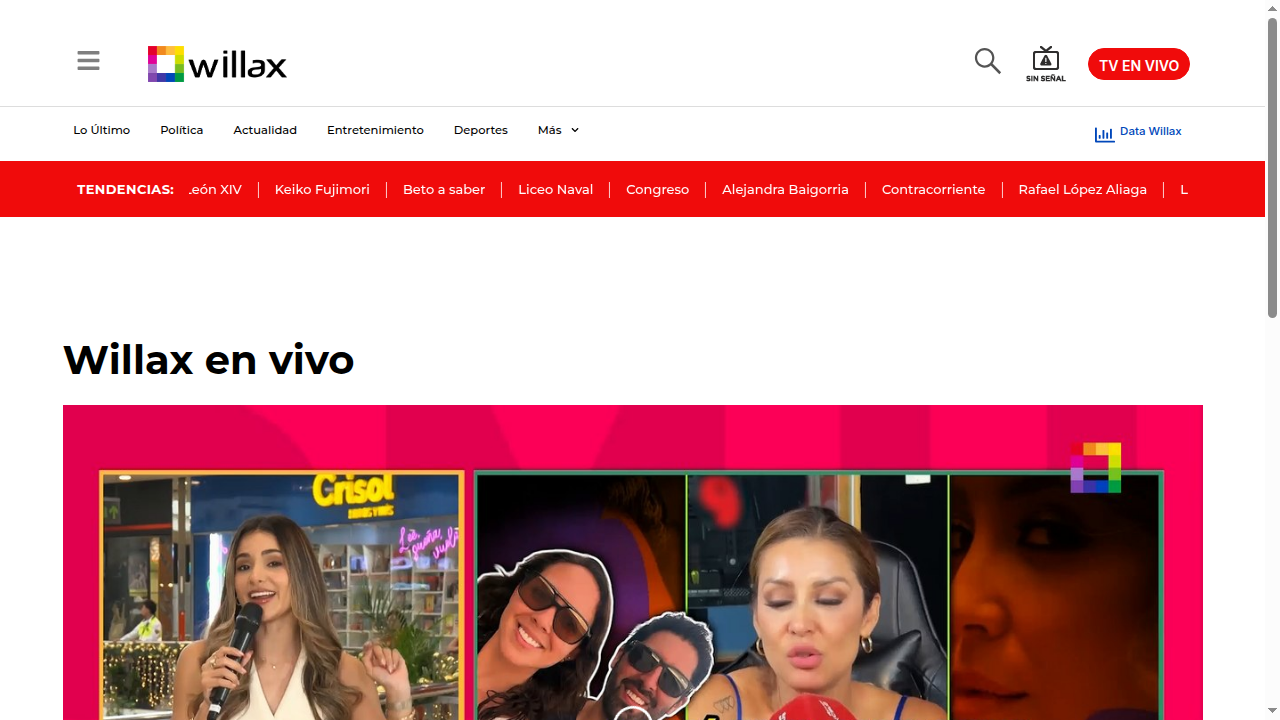 willax
SIN SEÑAL
TV EN VIVO
Lo Último
Política
Actualidad
Entretenimiento
Deportes
Más
Data Willax
TENDENCIAS:
León XIV
Keiko Fujimori
Beto a saber
Liceo Naval
Congreso
Alejandra Baigorria
Contracorriente
Rafael López Aliaga
L
Willax en vivo
Crisol